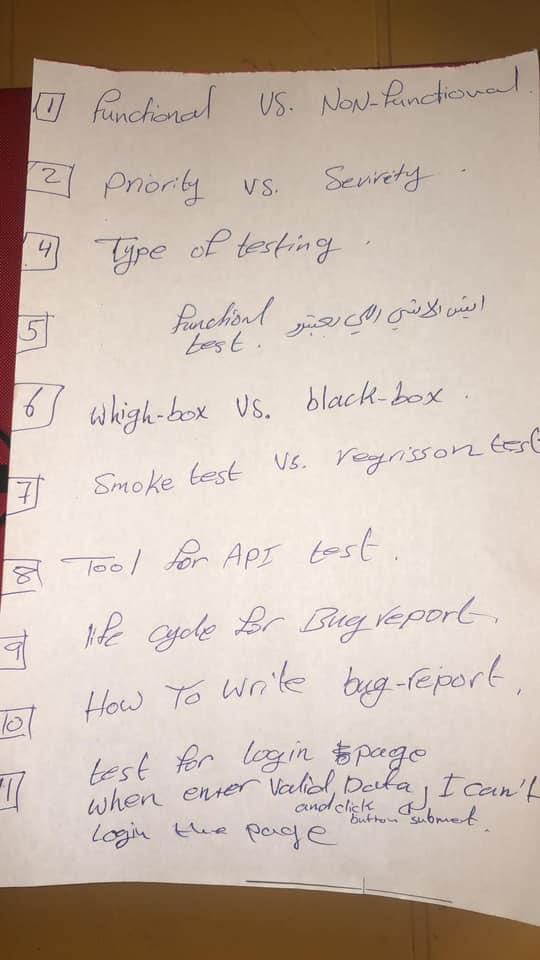 1 functional VS. NON-functional.
2 Priority vs. Sevirety.
4 Type of testing.
5 functionl ايش الاشي اللي بعتبر
test.
6 whigh-box VS. black-box.
7 Smoke test Vs. regrisson test
8 Tool for API test.
9 life cycle for Bug report.
10 How To Write bug-report.
11 test for login page
when enter Valid Data, I can't
and click button submet.
Login the page